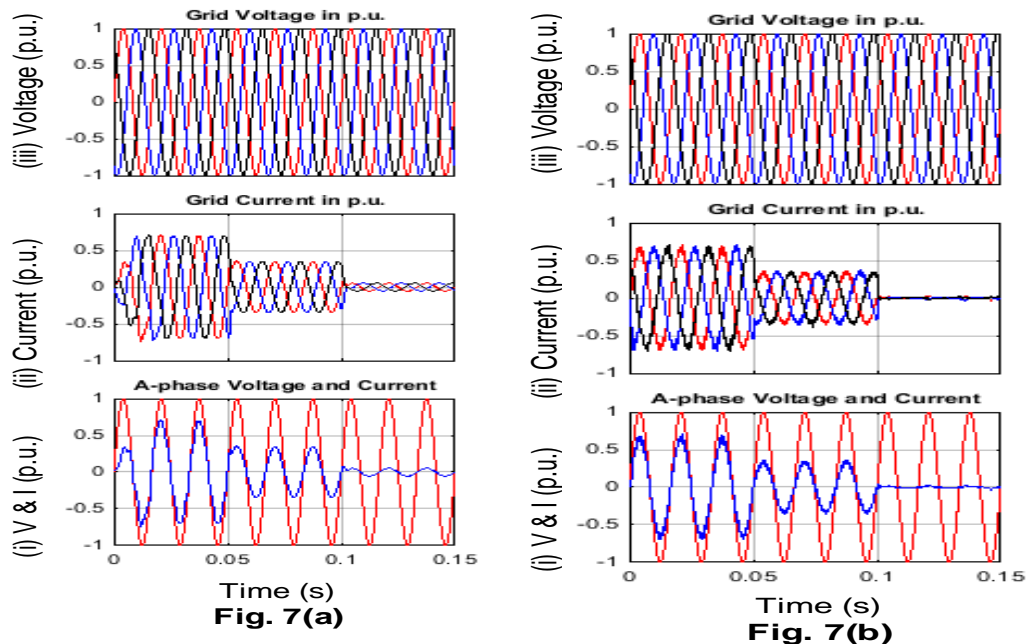 Grid Voltage in p.u.
(iii) Voltage (p.u.)
1
0.5
0
-0.5
-1
Grid Current in p.u.
(ii) Current (p.u.)
1
0.5
0
-0.5
-1
A-phase Voltage and Current
(i) V & I (p.u.)
1
0.5
0
-0.5
-1
0 0.05 0.1 0.15
Time (s)
Fig. 7(a)
Grid Voltage in p.u.
(iii) Voltage (p.u.)
1
0.5
0
-0.5
-1
Grid Current in p.u.
(ii) Current (p.u.)
1
0.5
0
-0.5
-1
A-phase Voltage and Current
(i) V & I (p.u.)
1
0.5
0
-0.5
-1
0 0.05 0.1 0.15
Time (s)
Fig. 7(b)